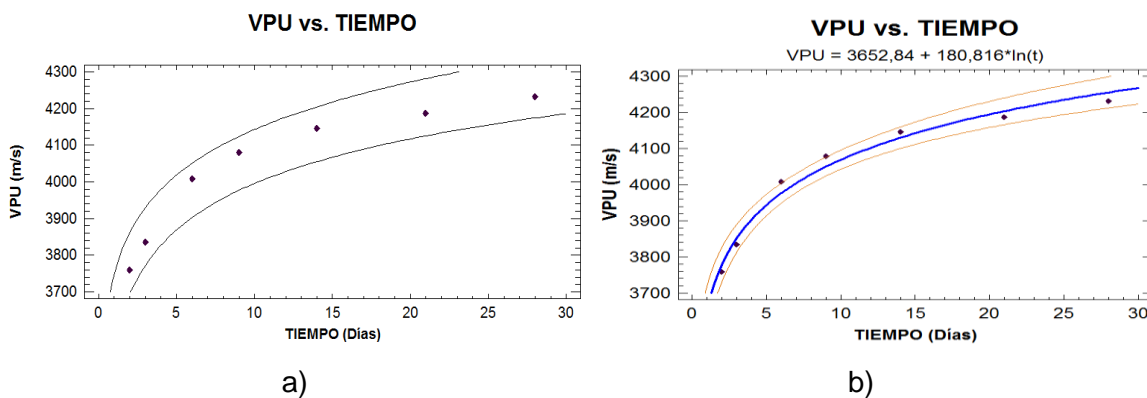 VPU vs. TIEMPO
VPU (m/s)
4300
4200
4100
4000
3900
3800
3700
0 5 10 15 20 25 30
TIEMPO (Días)
a)
VPU vs. TIEMPO
VPU = 3652,84 + 180,816*ln(t)
VPU (m/s)
4300
4200
4100
4000
3900
3800
3700
0 5 10 15 20 25 30
TIEMPO (Días)
b)